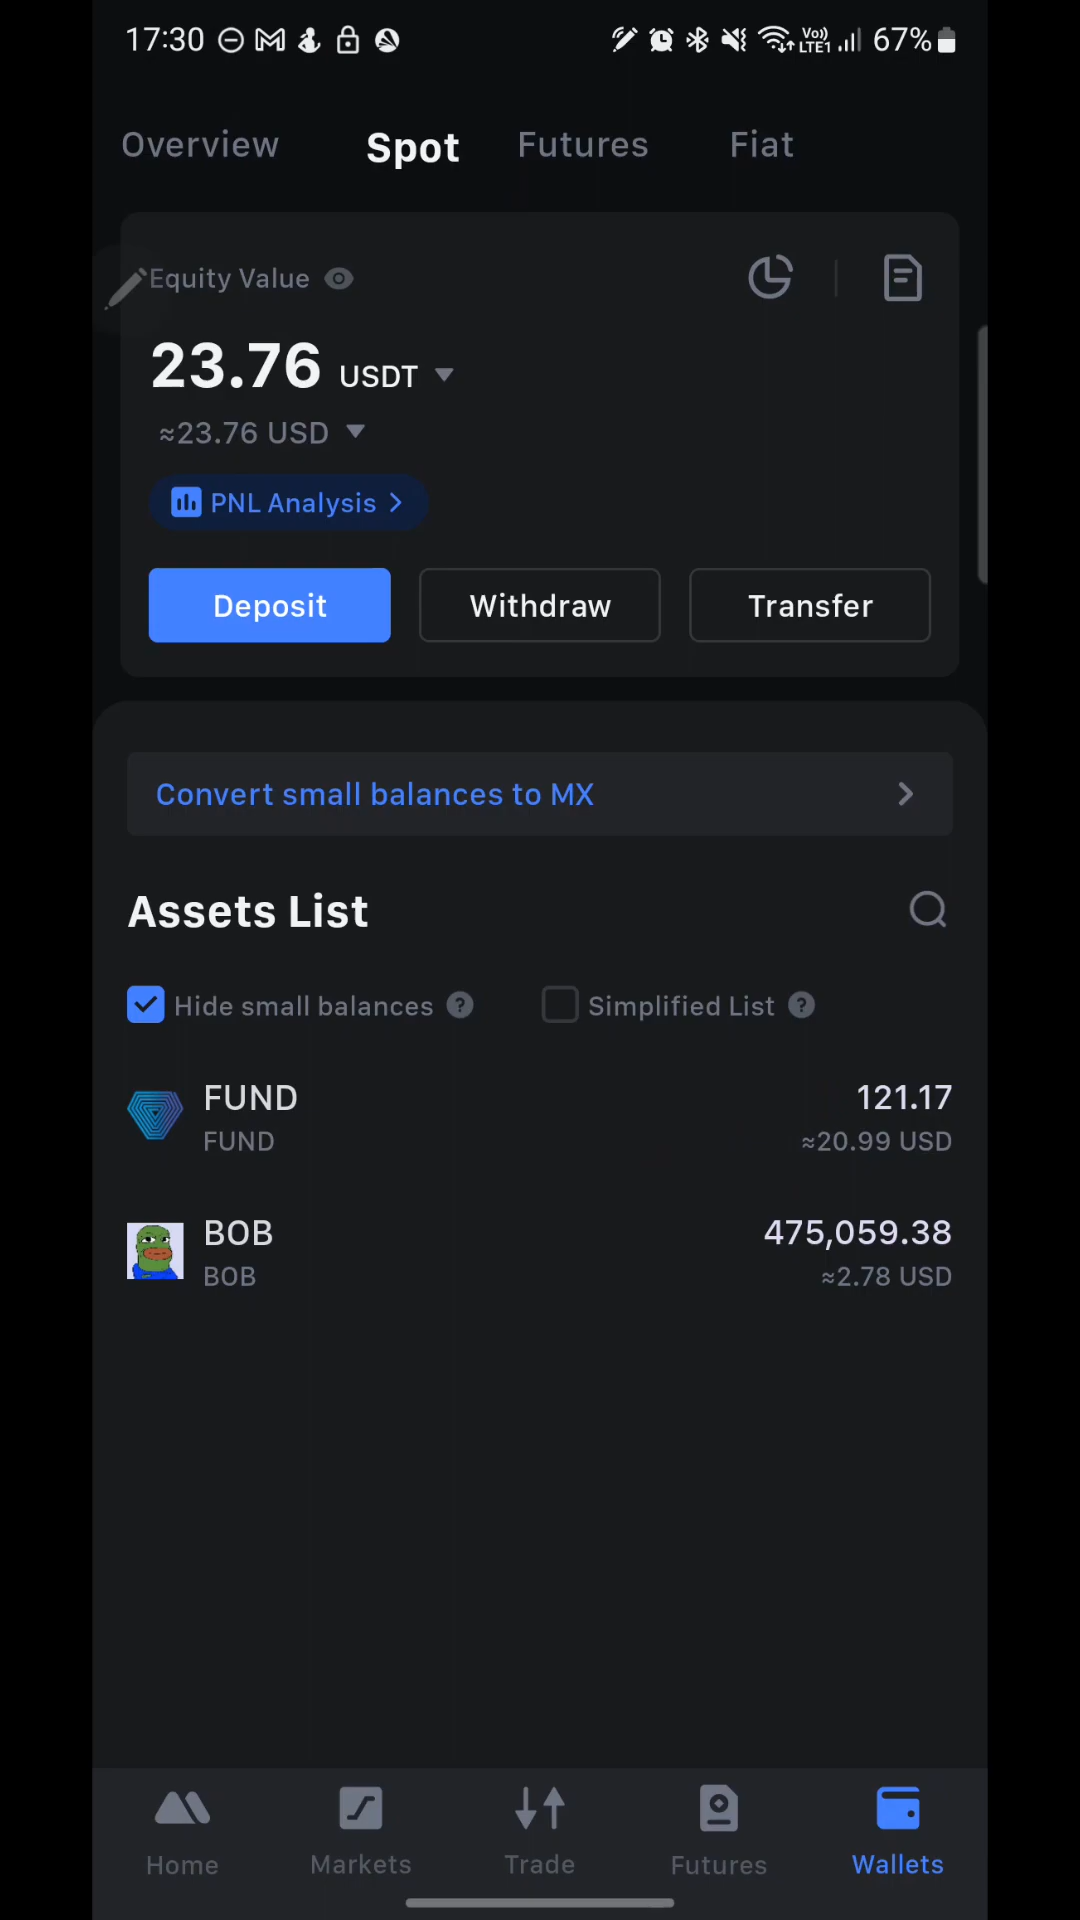 17:30 Vo)) LTE1 67%
Overview Spot Futures Fiat
Equity Value
23.76 USDT
≈23.76 USD
PNL Analysis
Deposit Withdraw Transfer
Convert small balances to MX
Assets List
Hide small balances ? Simplified List ?
FUND 121.17
FUND ≈20.99 USD
BOB 475,059.38
BOB ≈2.78 USD
Home Markets Trade Futures Wallets